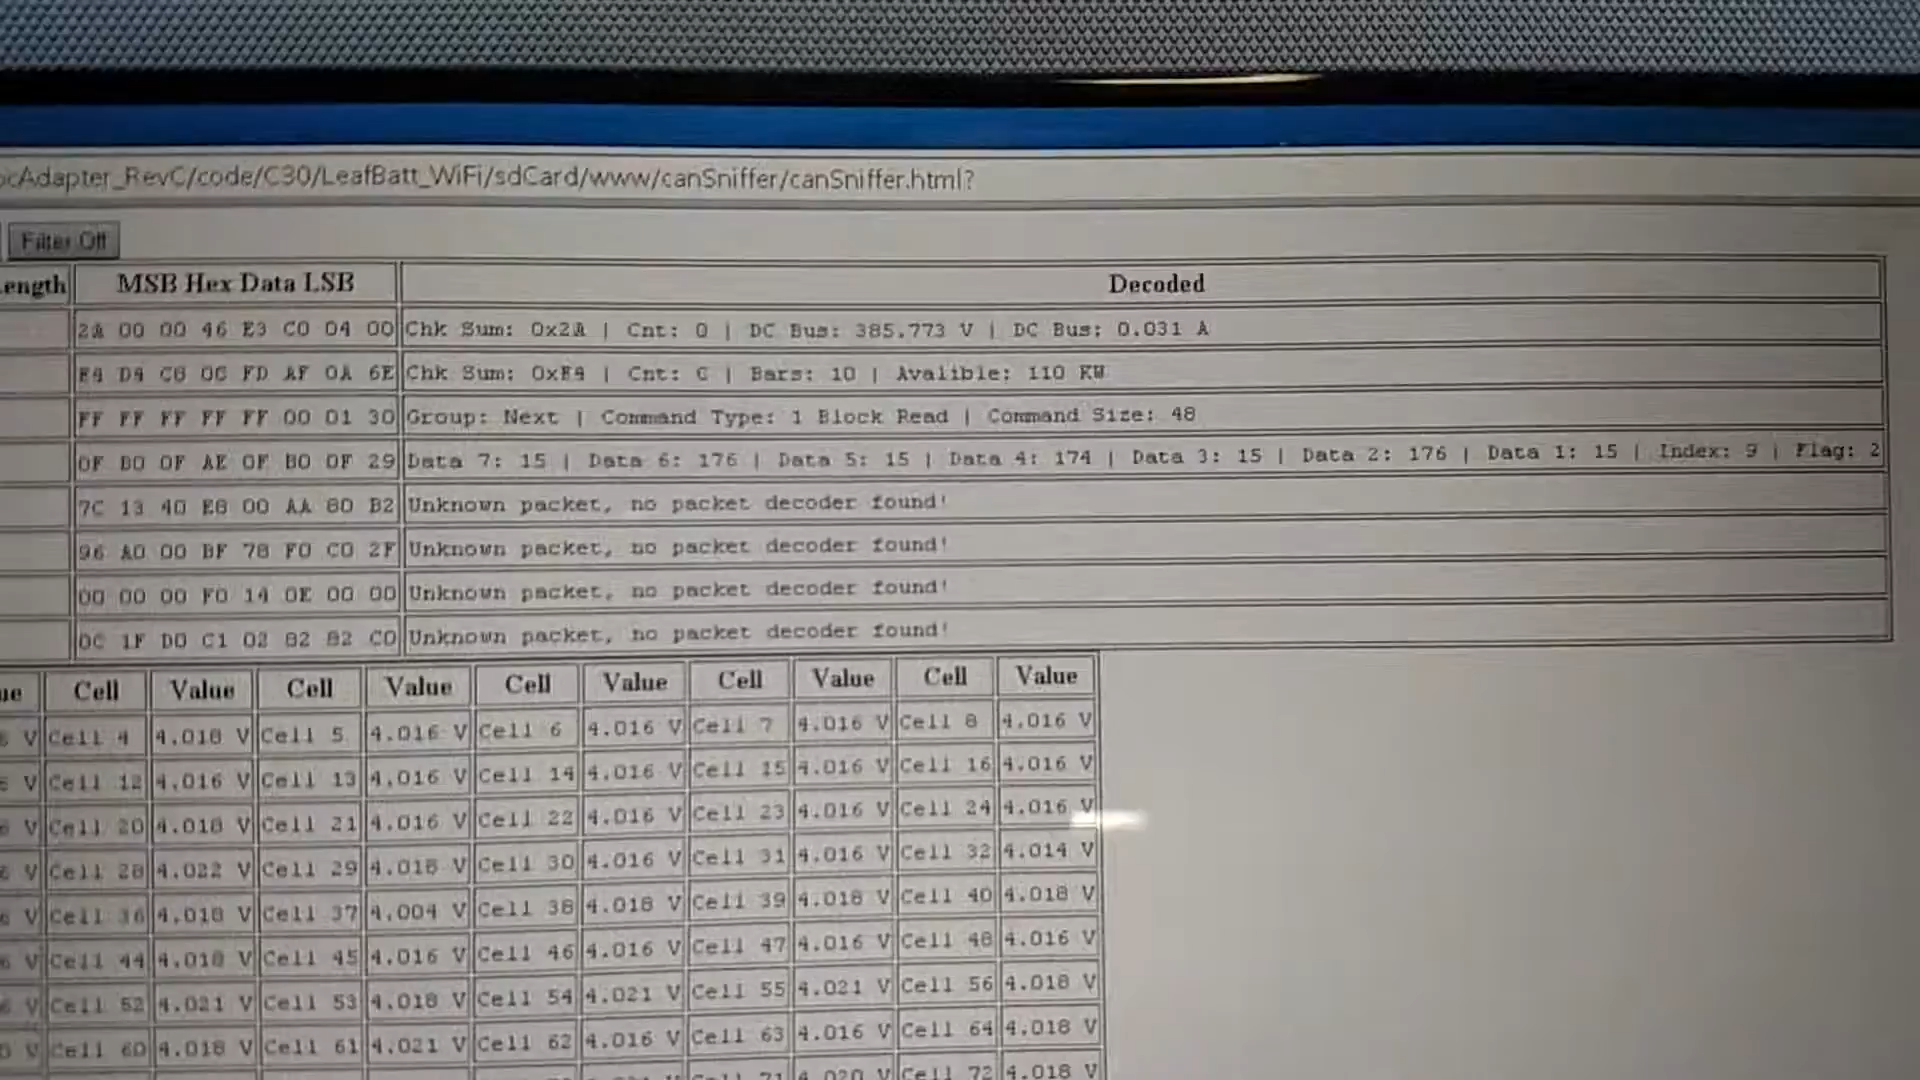 ocAdapter_RevC/code/C30/LeafBatt_WiFi/sdCard/www/canSniffer/canSniffer.html?
Filter Off
ength MSB Hex Data LSB Decoded
2A 00 00 46 E3 C0 04 00 Chk Sum: 0x2A | Cnt: 0 | DC Bus: 385.773 V | DC Bus: 0.031 A
E4 D4 C8 0C FD AF 0A 6E Chk Sum: 0xE4 | Cnt: C | Bars: 10 | Avalible: 110 KW
FF FF FF FF FF 00 01 30 Group: Next | Command Type: 1 Block Read | Command Size: 48
0F B0 0F AE 0F B0 0F 29 Data 7: 15 | Data 6: 176 | Data 5: 15 | Data 4: 174 | Data 3: 15 | Data 2: 176 | Data 1: 15 | Index: 9 | Flag: 2
7C 13 40 E8 00 AA 80 B2 Unknown packet, no packet decoder found!
96 A0 00 BF 78 F0 C0 2F Unknown packet, no packet decoder found!
00 00 00 F0 14 0E 00 00 Unknown packet, no packet decoder found!
0C 1F D0 C1 02 82 82 C0 Unknown packet, no packet decoder found!
ue Cell Value Cell Value Cell Value Cell Value Cell Value
V Cell 4 4.018 V Cell 5 4.016 V Cell 6 4.016 V Cell 7 4.016 V Cell 8 4.016 V
V Cell 12 4.016 V Cell 13 4.016 V Cell 14 4.016 V Cell 15 4.016 V Cell 16 4.016 V
V Cell 20 4.018 V Cell 21 4.016 V Cell 22 4.016 V Cell 23 4.016 V Cell 24 4.016 V
V Cell 28 4.022 V Cell 29 4.018 V Cell 30 4.016 V Cell 31 4.016 V Cell 32 4.014 V
V Cell 36 4.018 V Cell 37 4.004 V Cell 38 4.018 V Cell 39 4.018 V Cell 40 4.018 V
V Cell 44 4.018 V Cell 45 4.016 V Cell 46 4.016 V Cell 47 4.016 V Cell 48 4.016 V
V Cell 52 4.021 V Cell 53 4.018 V Cell 54 4.021 V Cell 55 4.021 V Cell 56 4.018 V
V Cell 60 4.018 V Cell 61 4.021 V Cell 62 4.016 V Cell 63 4.016 V Cell 64 4.018 V
71 4.020 V Cell 72 4.018 V